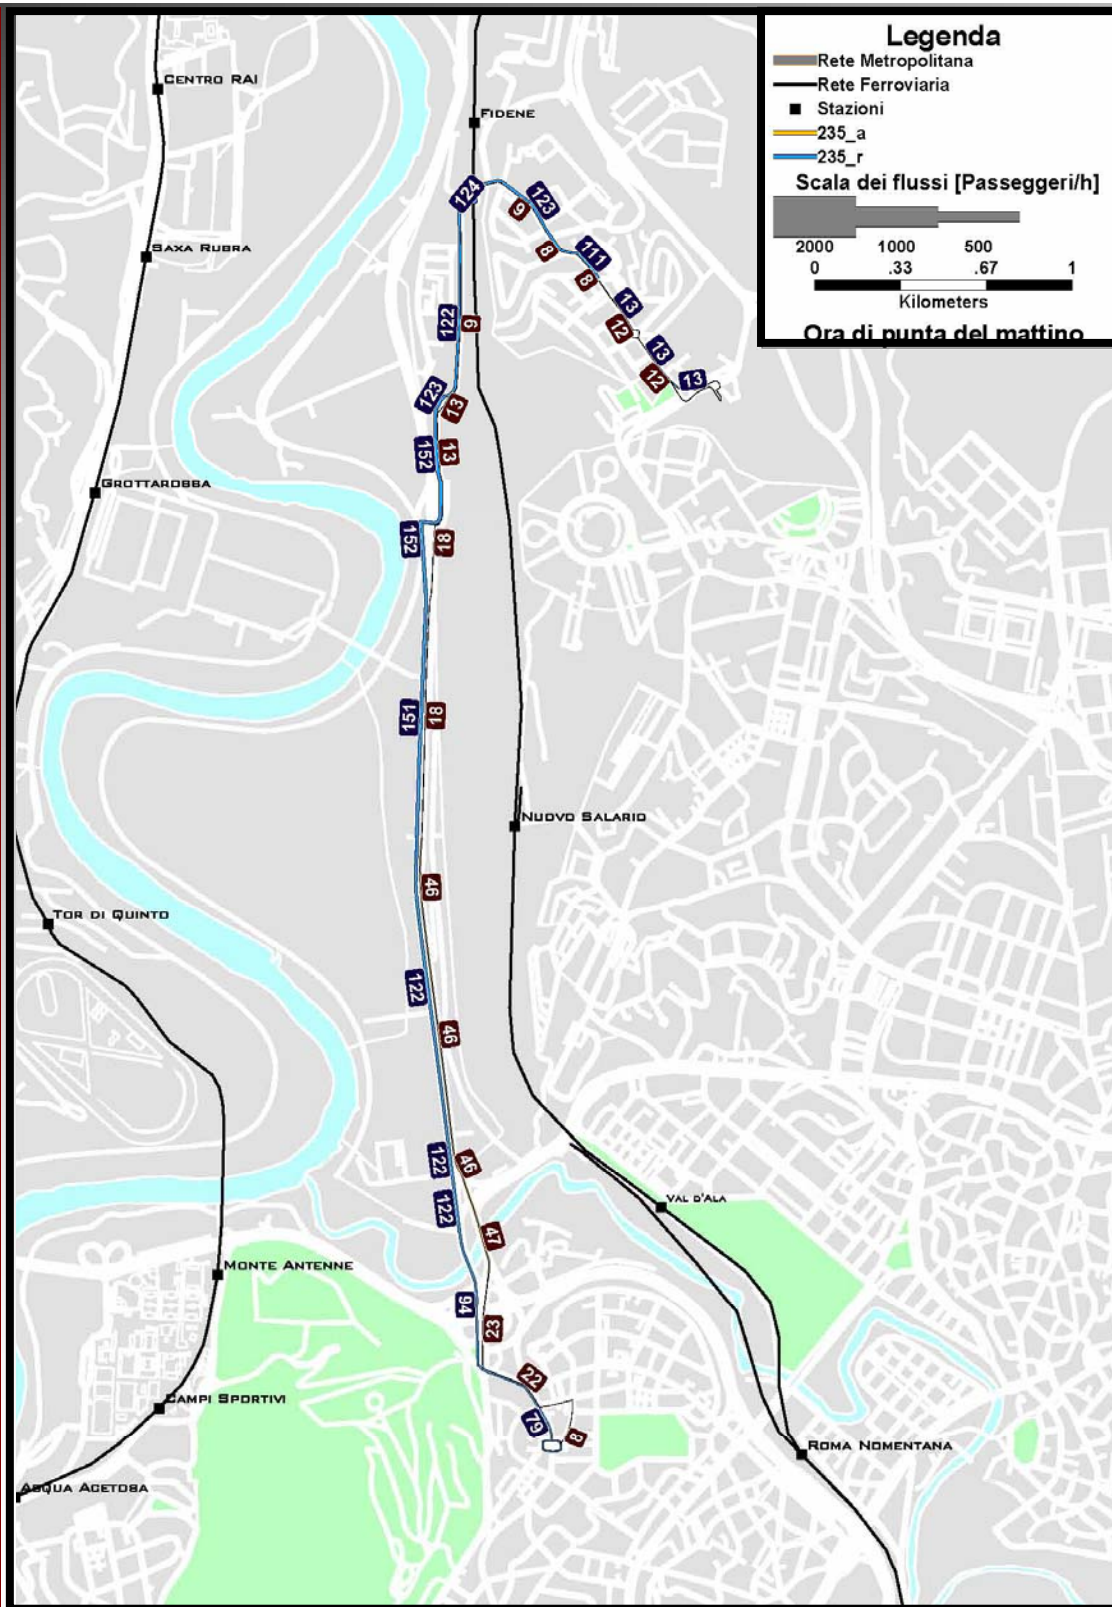 Legenda
Rete Metropolitana
Rete Ferroviaria
Stazioni
235_a
235_r
Scala dei flussi [Passeggeri/h]
2000 1000 500
0 .33 .67 1
Kilometers
Ora di punta del mattino
CENTRO RAI
FIDENE
SAXA RUBRA
GROTTAROSSA
NUOVO SALARIO
TOR DI QUINTO
VAL D'ALA
MONTE ANTENNE
CAMPI SPORTIVI
ROMA NOMENTANA
ACQUA ACETOSA
124
123
9
8
111
8
13
12
13
12
13
122
9
123
13
152
13
152
18
151
18
46
122
46
122
46
122
47
94
23
22
79
8